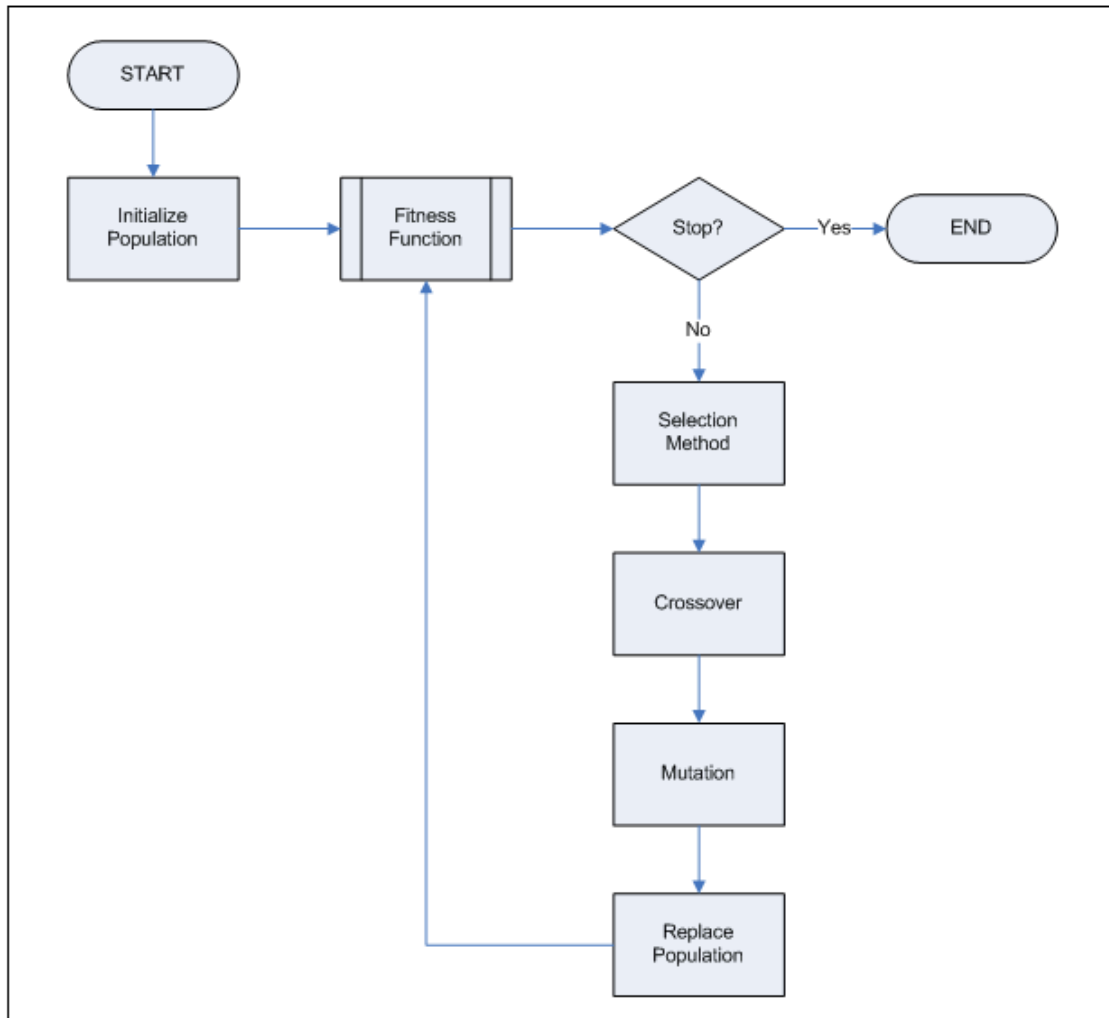 START
Initialize
Population
Fitness
Function
Stop?
Yes
END
No
Selection
Method
Crossover
Mutation
Replace
Population